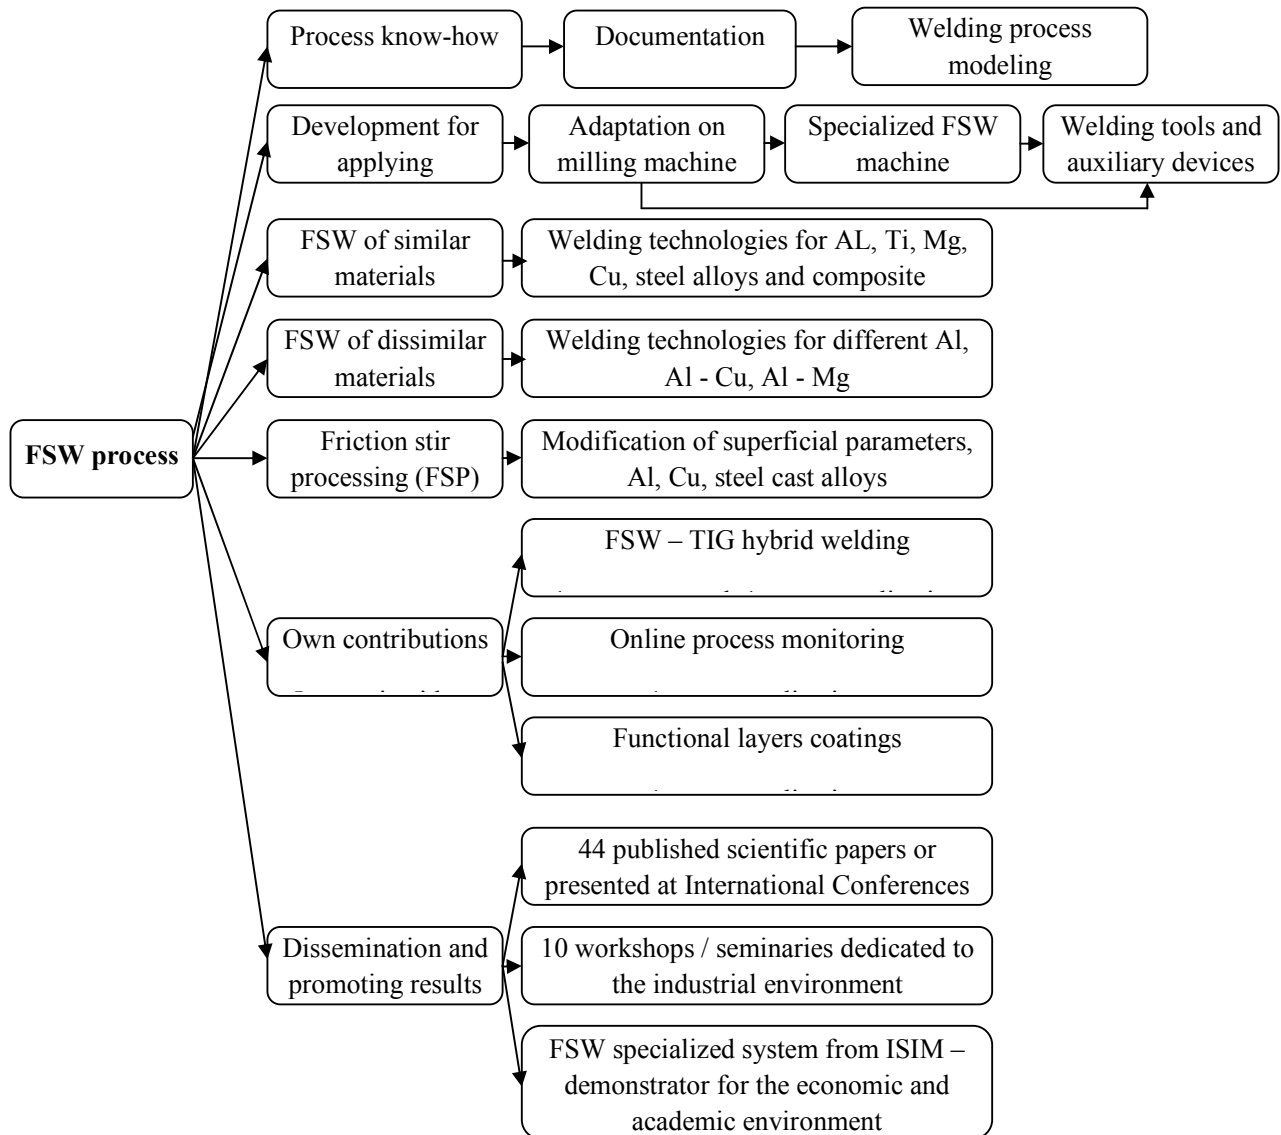 Process know-how
Documentation
Welding process
modeling
Development for
applying
Adaptation on
milling machine
Specialized FSW
machine
Welding tools and
auxiliary devices
FSW of similar
materials
Welding technologies for AL, Ti, Mg,
Cu, steel alloys and composite
FSW of dissimilar
materials
Welding technologies for different Al,
Al - Cu, Al - Mg
FSW process
Friction stir
processing (FSP)
Modification of superficial parameters,
Al, Cu, steel cast alloys
FSW – TIG hybrid welding
Own contributions
Online process monitoring
Functional layers coatings
44 published scientific papers or
presented at International Conferences
Dissemination and
promoting results
10 workshops / seminaries dedicated to
the industrial environment
FSW specialized system from ISIM –
demonstrator for the economic and
academic environment